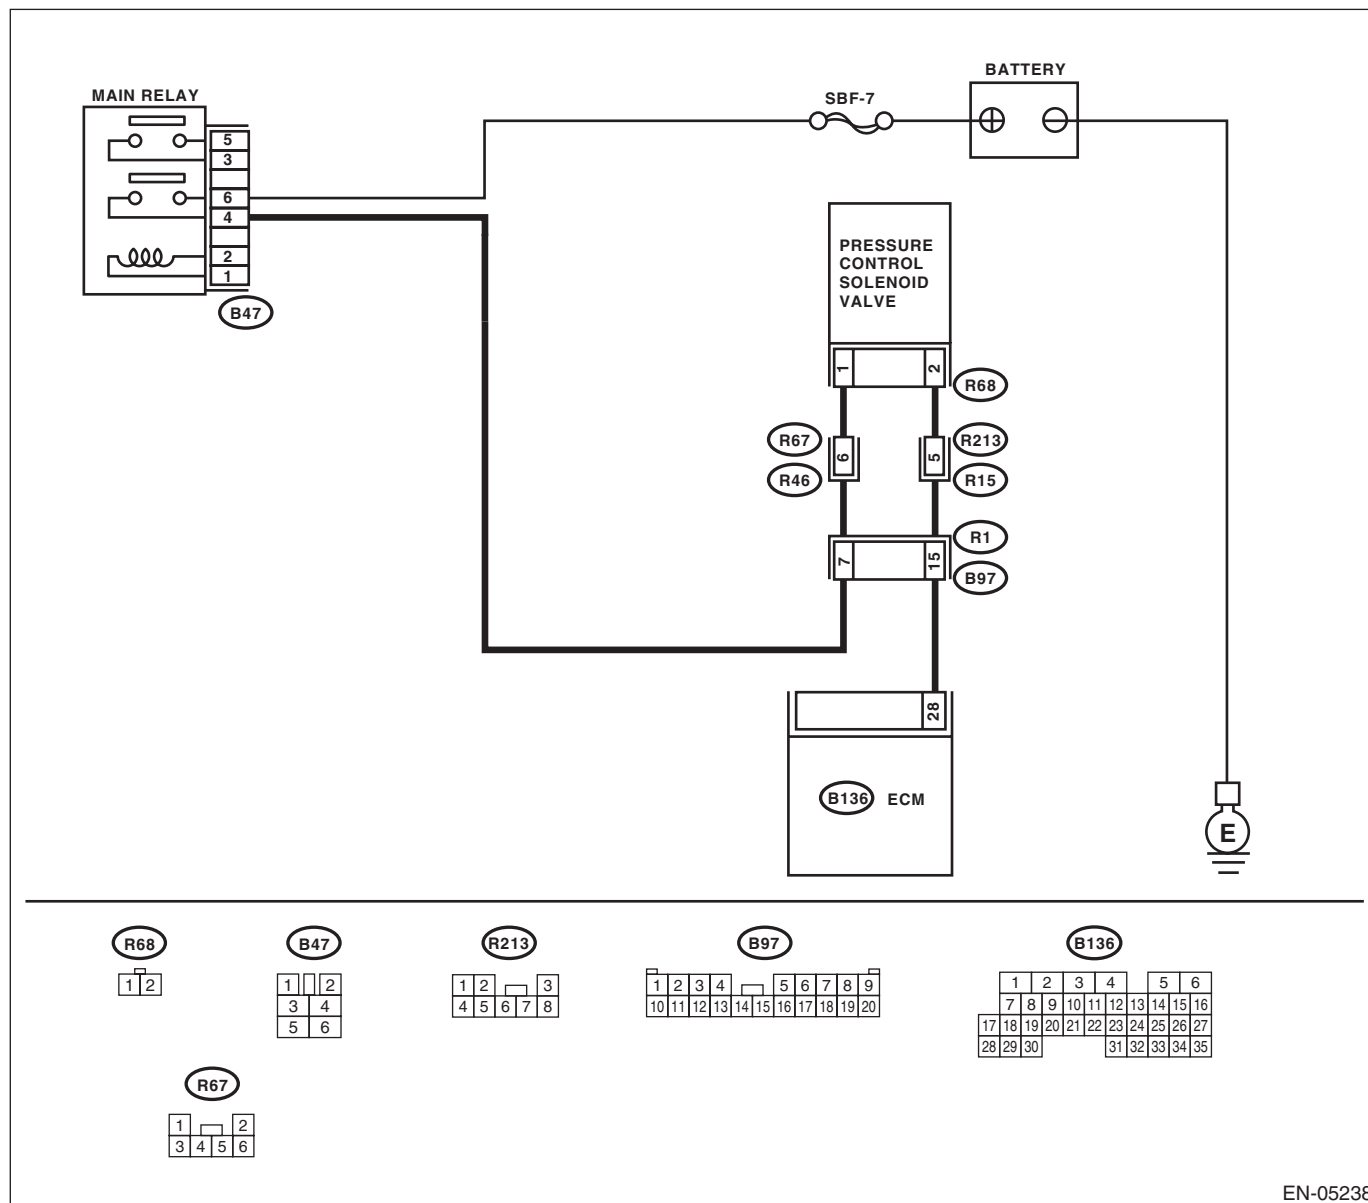 BATTERY
MAIN RELAY
SBF-7
5
3
6
4
2
1
B47
PRESSURE
CONTROL
SOLENOID
VALVE
1 2
R68
R67 6 5 R213
R46 R15
R1
7 15
B97
28
B136 ECM
E
R68
1 2
B47
1 2
3 4
5 6
R213
1 2 3
4 5 6 7 8
B97
1 2 3 4 5 6 7 8 9
10 11 12 13 14 15 16 17 18 19 20
B136
1 2 3 4 5 6
7 8 9 10 11 12 13 14 15 16
17 18 19 20 21 22 23 24 25 26 27
28 29 30 31 32 33 34 35
R67
1 2
3 4 5 6
EN-05238